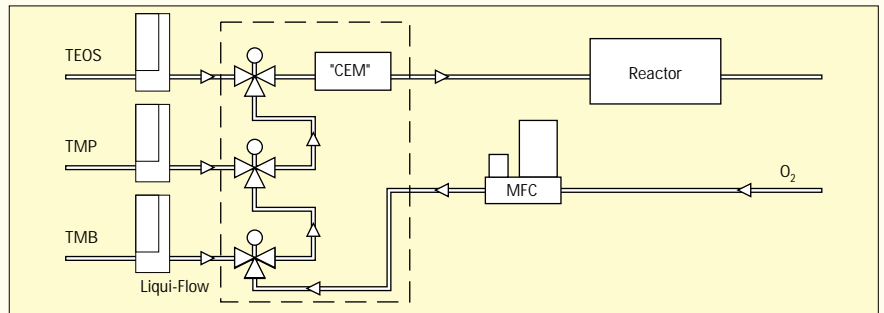 TEOS
"CEM"
Reactor
TMP
MFC
O₂
TMB
Liqui-Flow